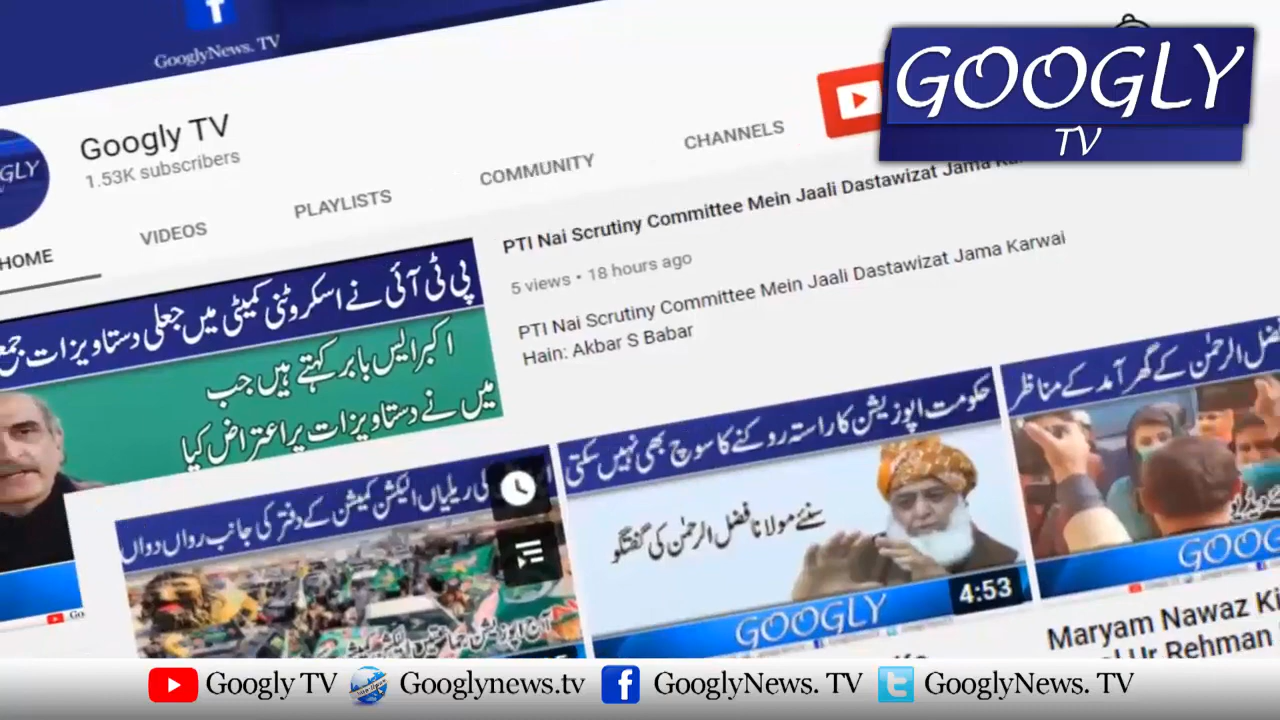 GooglyNews. TV
GOOGLY
TV
Googly TV
1.53K subscribers
HOME
VIDEOS
PLAYLISTS
COMMUNITY
CHANNELS
PTI Nai Scrutiny Committee Mein Jaali Dastawizat Jama
5 views • 18 hours ago
PTI Nai Scrutiny Committee Mein Jaali Dastawizat Jama Karwai
Hain: Akbar S Babar
پی ٹی آئی نے اسکروٹنی کمیٹی میں جعلی دستاویزات
اکبر ایس بابر کہتے ہیں جب
میں نے دستاویزات پر اعتراض کیا
کی ریلیاں الیکشن کمیشن کے دفتر کی جانب رواں دواں
حکومت اپوزیشن کا راستہ روکنے کا سوچ بھی نہیں سکتی
سنئے مولانا فضل الرحمٰن کی گفتگو
GOOGLY
4:53
الرحمٰن کے گھر آمد کے مناظر
Maryam Nawaz
Ur Rehman
Googly TV
Googlynews.tv
GooglyNews. TV
GooglyNews. TV